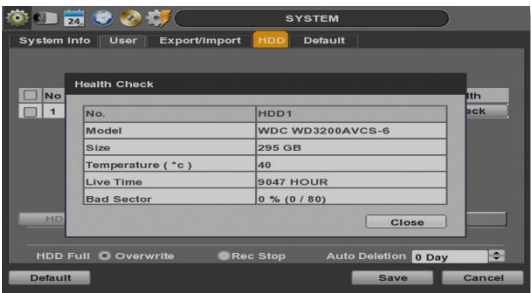 24
SYSTEM
System Info User Export/Import HDD Default
Health Check
No
No. HDD1
1
Model WDC WD3200AVCS-6
Size 295 GB
Temperature ( °c ) 40
Live Time 9047 HOUR
Bad Sector 0 % (0 / 80)
HD
Close
HDD Full Overwrite Rec Stop Auto Deletion 0 Day
Default Save Cancel